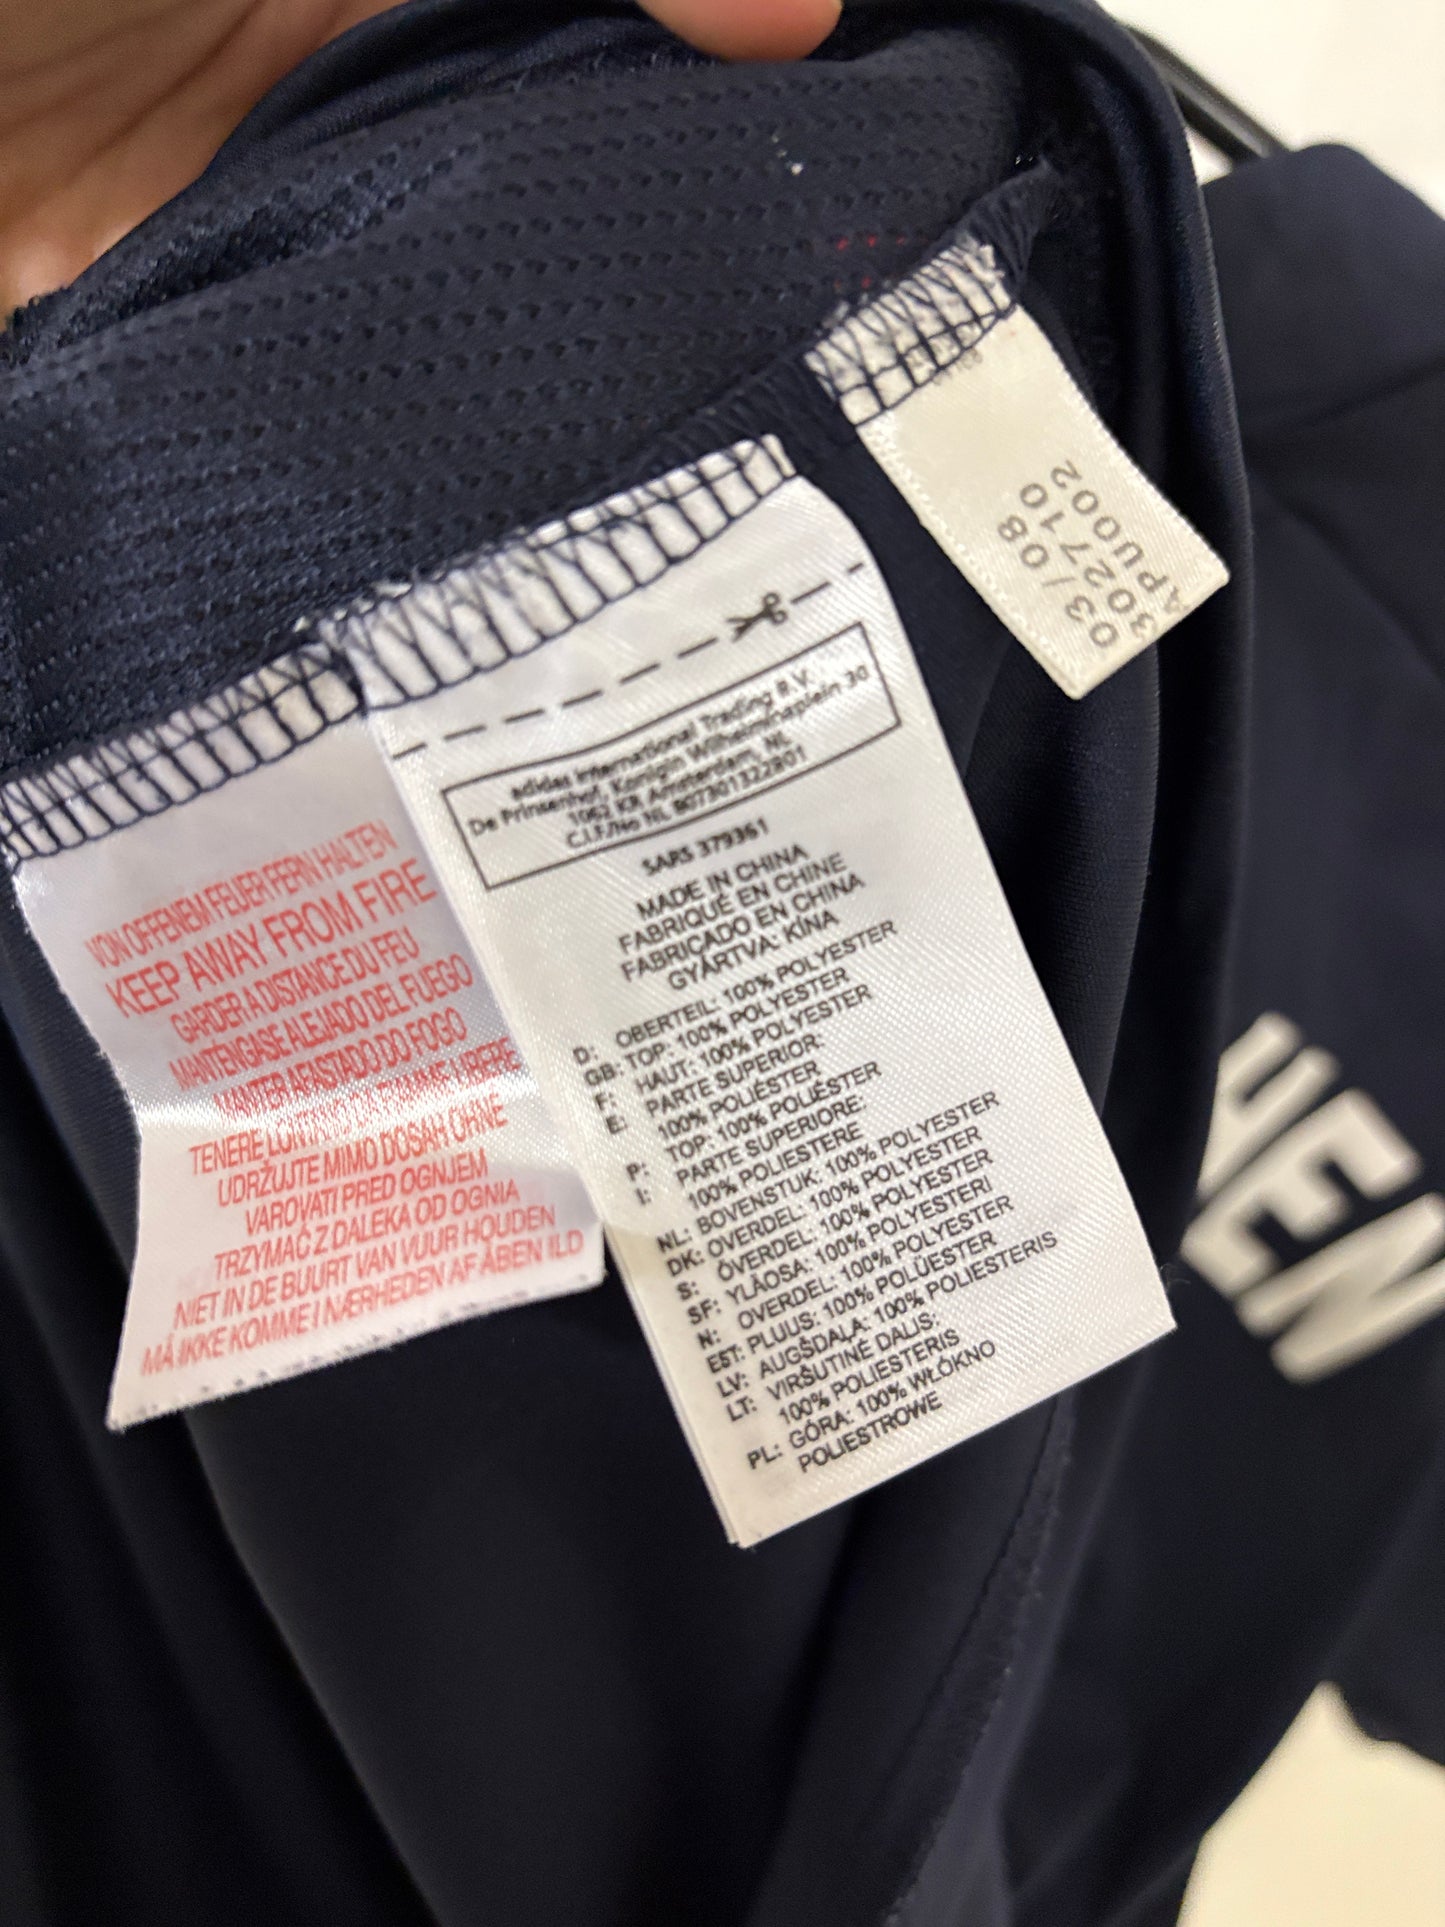 VON OFFENEM FEUER FERN HALTEN
KEEP AWAY FROM FIRE
GARDER A DISTANCE DU FEU
MANTÉNGASE ALEJADO DEL FUEGO
MANTER AFASTADO DO FOGO
TENERE LONTANO DA FIAMME LIBERE
UDRŽUJTE MIMO DOSAH OHNE
VAROVATI PRED OGNJEM
TRZYMAĆ Z DALEKA OD OGNIA
NIET IN DE BUURT VAN VUUR HOUDEN
MÅ IKKE KOMME I NÆRHEDEN AF ÅBEN ILD
adidas International Trading B.V.
De Prinsenhof, Koningin Wilhelminaplein 30
1062 KR Amsterdam, NL
C.I.F./No NL 807301322B01
SARS 379361
MADE IN CHINA
FABRIQUÉ EN CHINE
FABRICADO EN CHINA
GYÁRTVA: KÍNA
D: OBERTEIL: 100% POLYESTER
GB: TOP: 100% POLYESTER
F: HAUT: 100% POLYESTER
E: PARTE SUPERIOR:
100% POLIÉSTER
P: TOP: 100% POLIÉSTER
I: PARTE SUPERIORE:
100% POLIESTERE
NL: BOVENSTUK: 100% POLYESTER
DK: OVERDEL: 100% POLYESTER
S: ÖVERDEL: 100% POLYESTER
SF: YLÄOSA: 100% POLYESTERI
N: OVERDEL: 100% POLYESTER
EST: PLUUS: 100% POLÜESTER
LV: AUGŠDAĻA: 100% POLIESTERIS
LT: VIRŠUTINĖ DALIS:
100% POLIESTERIS
PL: GÓRA: 100% WŁÓKNO
POLIESTROWE
03/08
302710
APU002
YEN